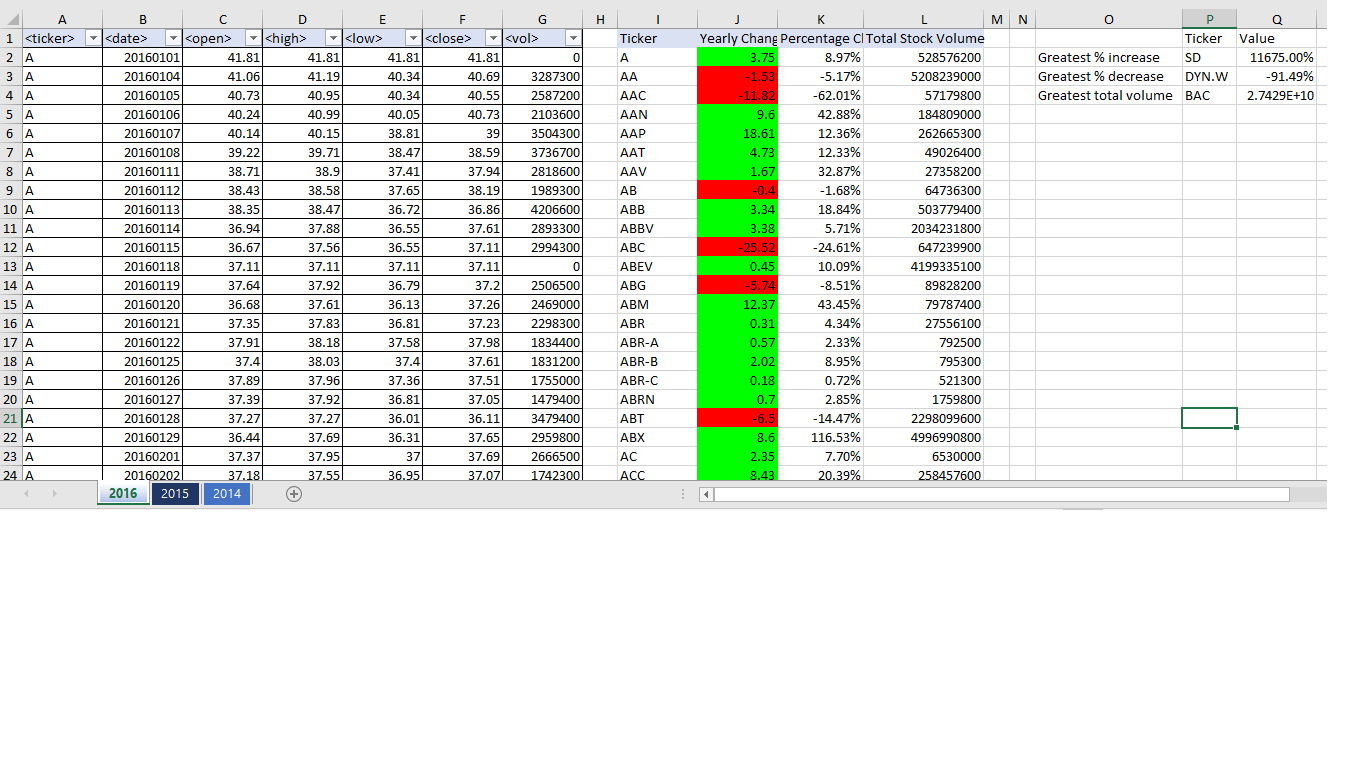 A B C D E F G H I J K L M N O P Q
1 <ticker> <date> <open> <high> <low> <close> <vol> Ticker Yearly Chang Percentage Cl Total Stock Volume Ticker Value
2 A 20160101 41.81 41.81 41.81 41.81 0 A 3.75 8.97% 528576200 Greatest % increase SD 11675.00%
3 A 20160104 41.06 41.19 40.34 40.69 3287300 AA -1.53 -5.17% 5208239000 Greatest % decrease DYN.W -91.49%
4 A 20160105 40.73 40.95 40.34 40.55 2587200 AAC -11.82 -62.01% 57179800 Greatest total volume BAC 2.7429E+10
5 A 20160106 40.24 40.99 40.05 40.73 2103600 AAN 9.6 42.88% 184809000
6 A 20160107 40.14 40.15 38.81 39 3504300 AAP 18.61 12.36% 262665300
7 A 20160108 39.22 39.71 38.47 38.59 3736700 AAT 4.73 12.33% 49026400
8 A 20160111 38.71 38.9 37.41 37.94 2818600 AAV 1.67 32.87% 27358200
9 A 20160112 38.43 38.58 37.65 38.19 1989300 AB -0.4 -1.68% 64736300
10 A 20160113 38.35 38.47 36.72 36.86 4206600 ABB 3.34 18.84% 503779400
11 A 20160114 36.94 37.88 36.55 37.61 2893300 ABBV 3.38 5.71% 2034231800
12 A 20160115 36.67 37.56 36.55 37.11 2994300 ABC -25.52 -24.61% 647239900
13 A 20160118 37.11 37.11 37.11 37.11 0 ABEV 0.45 10.09% 4199335100
14 A 20160119 37.64 37.92 36.79 37.2 2506500 ABG -5.74 -8.51% 89828200
15 A 20160120 36.68 37.61 36.13 37.26 2469000 ABM 12.37 43.45% 79787400
16 A 20160121 37.35 37.83 36.81 37.23 2298300 ABR 0.31 4.34% 27556100
17 A 20160122 37.91 38.18 37.58 37.98 1834400 ABR-A 0.57 2.33% 792500
18 A 20160125 37.4 38.03 37.4 37.61 1831200 ABR-B 2.02 8.95% 795300
19 A 20160126 37.89 37.96 37.36 37.51 1755000 ABR-C 0.18 0.72% 521300
20 A 20160127 37.39 37.92 36.81 37.05 1479400 ABRN 0.7 2.85% 1759800
21 A 20160128 37.27 37.27 36.01 36.11 3479400 ABT -6.5 -14.47% 2298099600
22 A 20160129 36.44 37.69 36.31 37.65 2959800 ABX 8.6 116.53% 4996990800
23 A 20160201 37.37 37.95 37 37.69 2666500 AC 2.35 7.70% 6530000
24 A 20160202 37.18 37.55 36.95 37.07 1742300 ACC 8.43 20.39% 258457600
2016 2015 2014